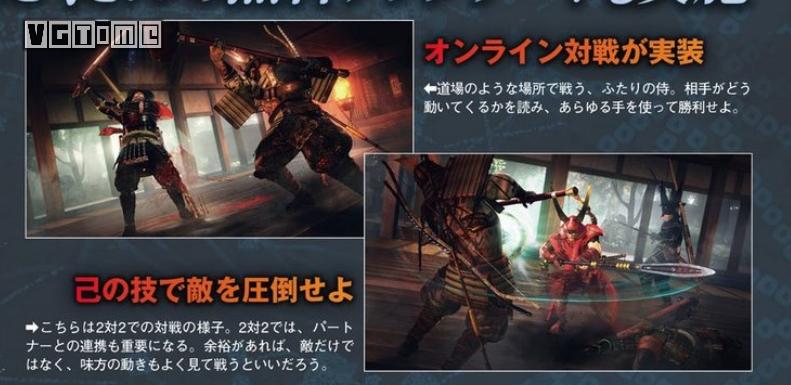 VGTIME
オンライン対戦が実装
⬅道場のような場所で戦う、ふたりの侍。相手がどう
動いてくるかを読み、あらゆる手を使って勝利せよ。
己の技で敵を圧倒せよ
➡こちらは2対2での対戦の様子。2対2では、パート
ナーとの連携も重要になる。余裕があれば、敵だけで
はなく、味方の動きもよく見て戦うといいだろう。